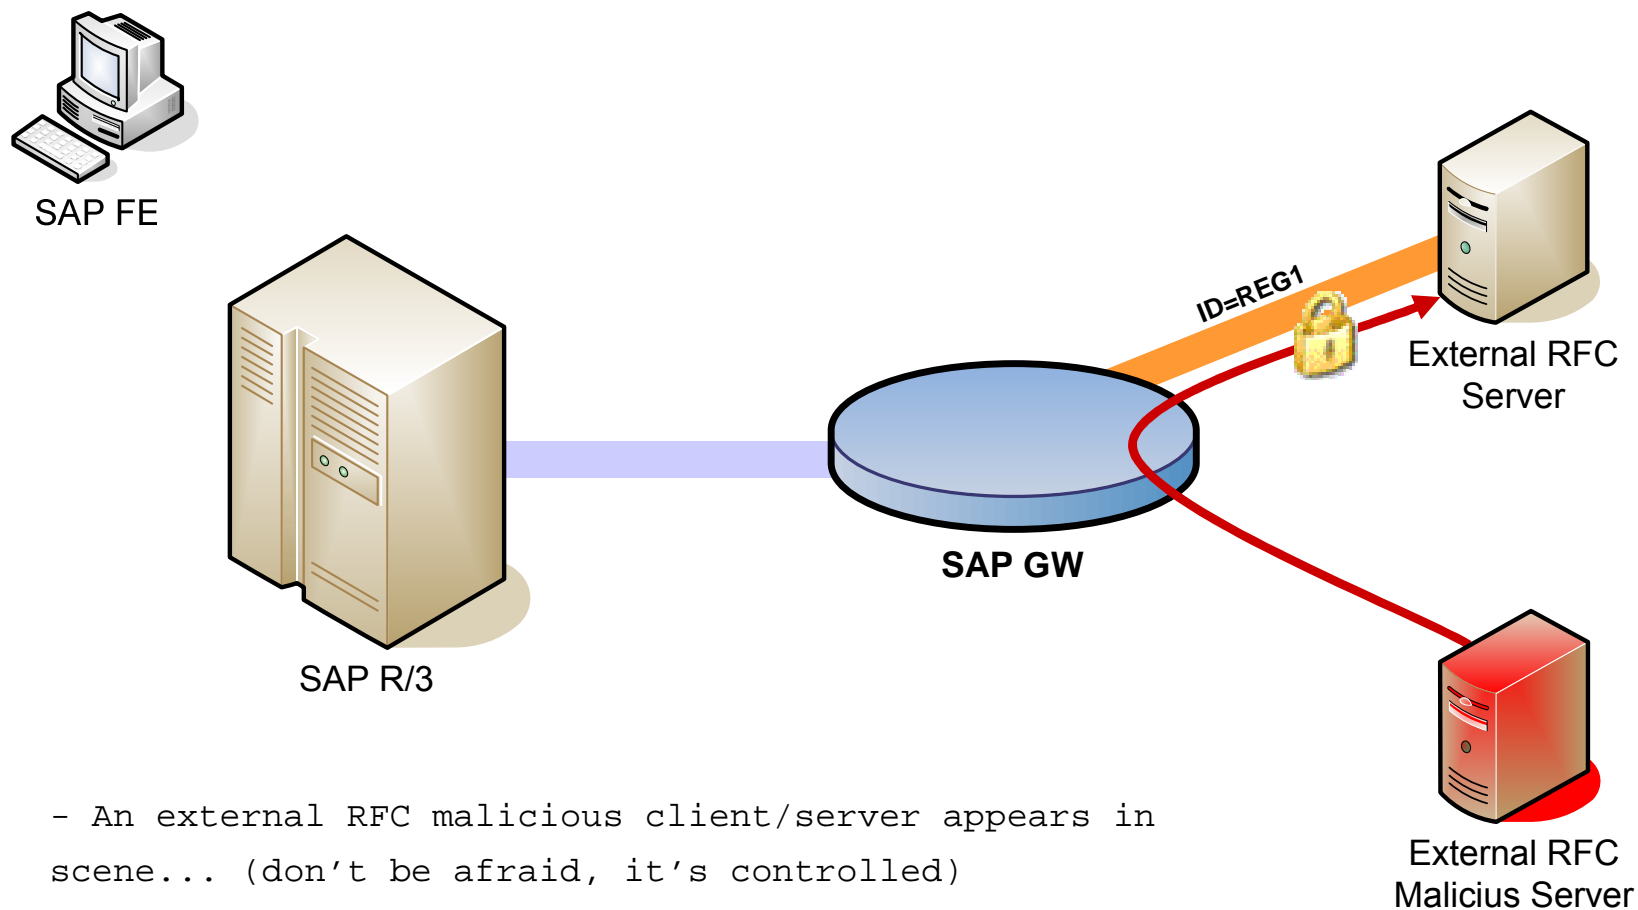 SAP FE
ID=REG1
External RFC
Server
SAP GW
SAP R/3
- An external RFC malicious client/server appears in
scene... (don't be afraid, it's controlled)
External RFC
Malicius Server